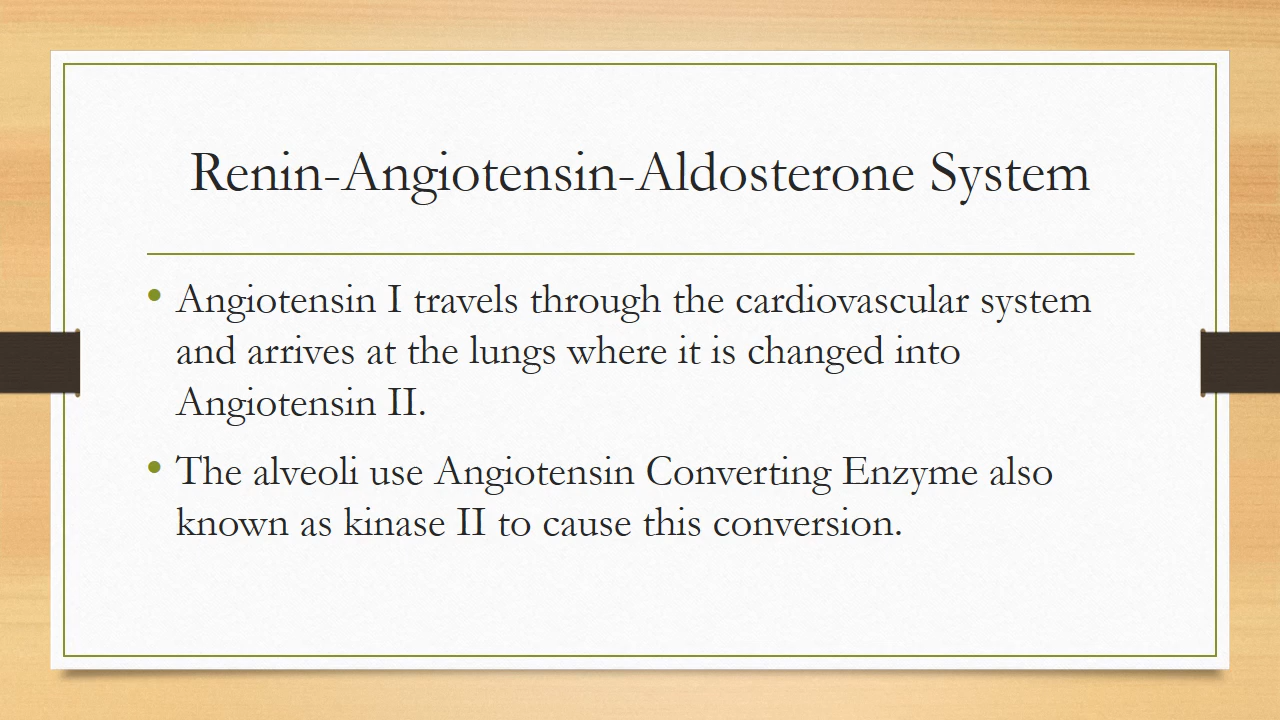 Renin-Angiotensin-Aldosterone System
• Angiotensin I travels through the cardiovascular system
and arrives at the lungs where it is changed into
Angiotensin II.
• The alveoli use Angiotensin Converting Enzyme also
known as kinase II to cause this conversion.